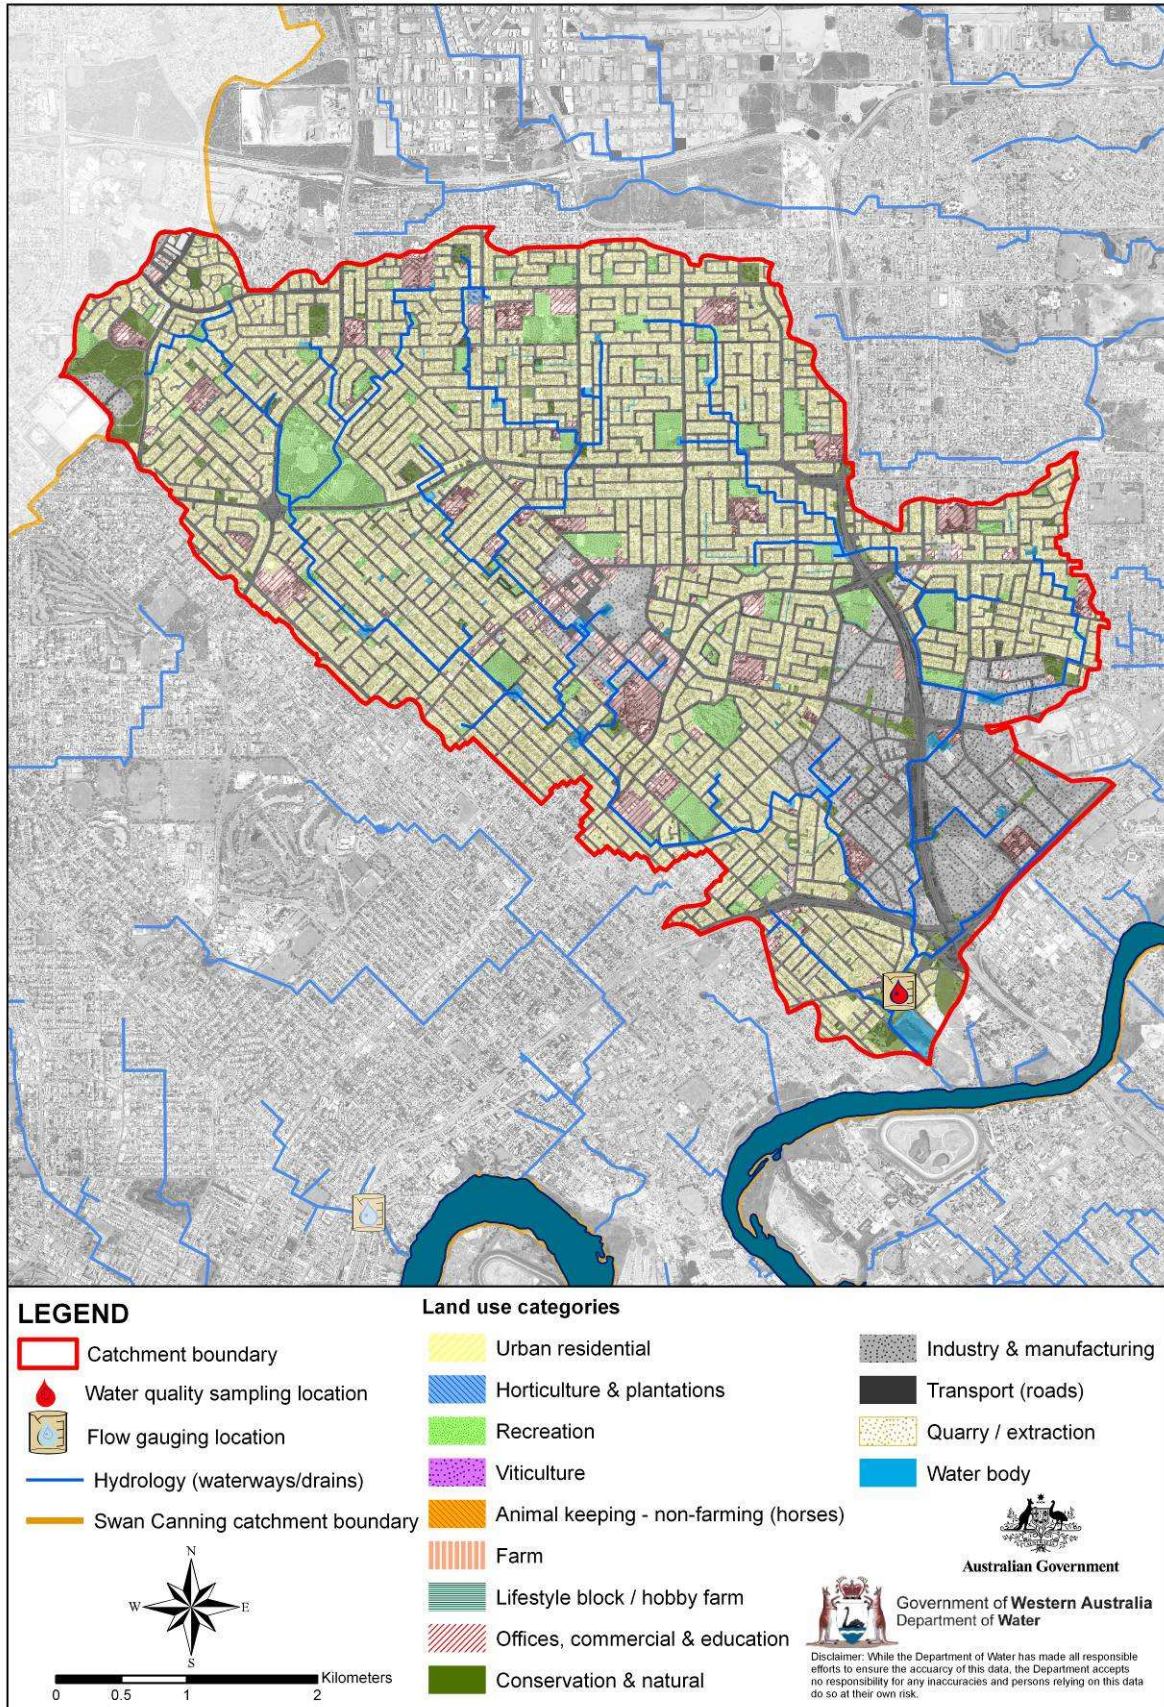 LEGEND
Catchment boundary
Water quality sampling location
Flow gauging location
Hydrology (waterways/drains)
Swan Canning catchment boundary
N
W
E
S
Kilometers
0
0.5
1
2
Land use categories
Urban residential
Horticulture & plantations
Recreation
Viticulture
Animal keeping - non-farming (horses)
Farm
Lifestyle block / hobby farm
Offices, commercial & education
Conservation & natural
Industry & manufacturing
Transport (roads)
Quarry / extraction
Water body
Australian Government
Government of Western Australia
Department of Water
Disclaimer: While the Department of Water has made all responsible
efforts to ensure the accuarcy of this data, the Department accepts
no responsibility for any inaccuracies and persons relying on this data
do so at their own risk.